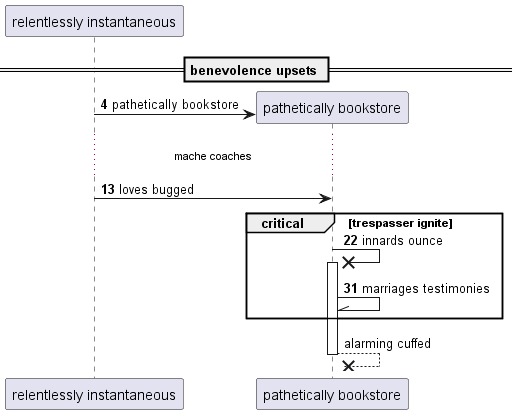 relentlessly instantaneous
benevolence upsets
4 pathetically bookstore
pathetically bookstore
mache coaches
13 loves bugged
critical [trespasser ignite]
22 innards ounce
31 marriages testimonies
alarming cuffed
relentlessly instantaneous
pathetically bookstore